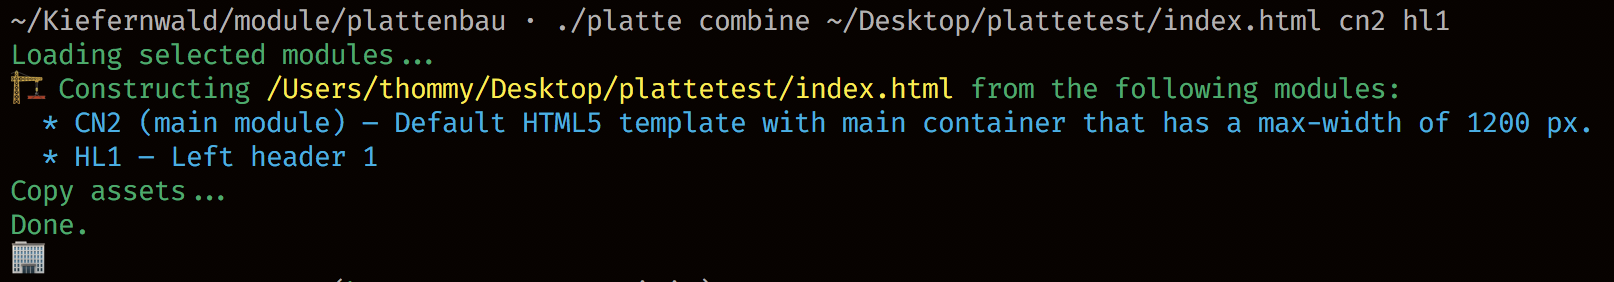 ~/Kiefernwald/module/plattenbau · ./platte combine ~/Desktop/plattetest/index.html cn2 hl1
Loading selected modules...
🏗 Constructing /Users/thommy/Desktop/plattetest/index.html from the following modules:
* CN2 (main module) – Default HTML5 template with main container that has a max-width of 1200 px.
* HL1 – Left header 1
Copy assets...
Done.
🏢